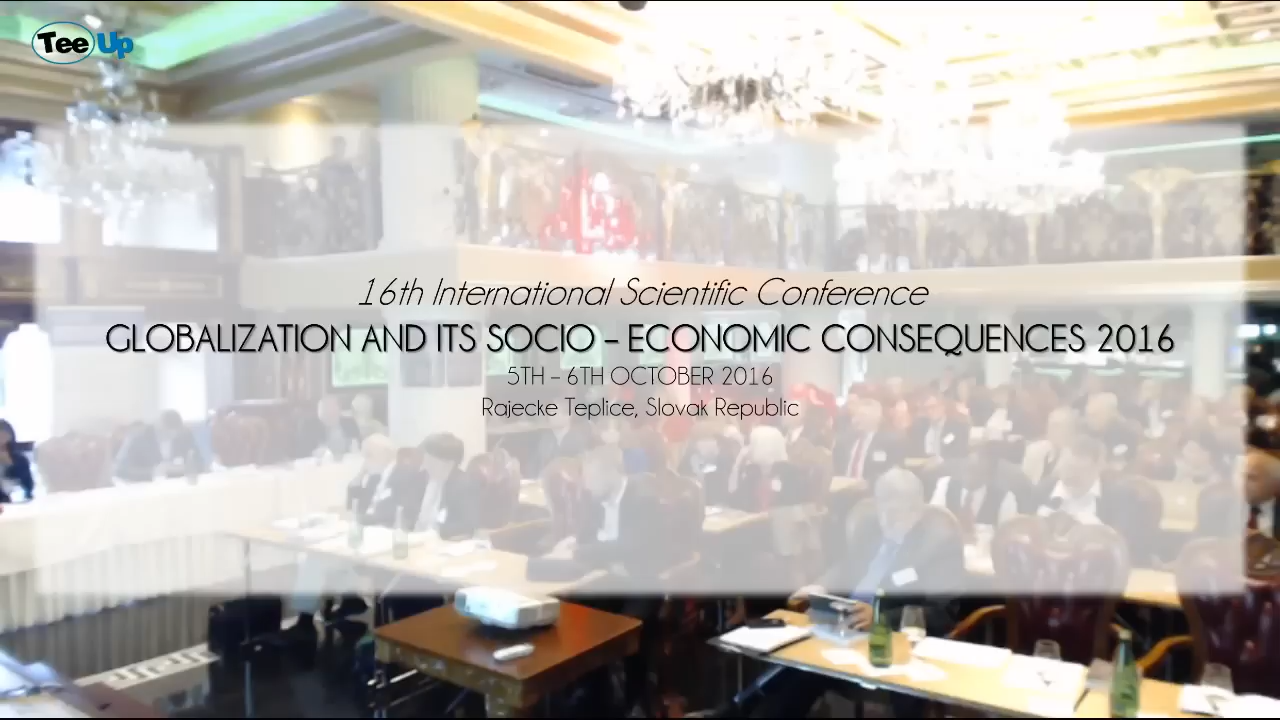 Tee Up
16th International Scientific Conference
GLOBALIZATION AND ITS SOCIO – ECONOMIC CONSEQUENCES 2016
5TH – 6TH OCTOBER 2016
Rajecke Teplice, Slovak Republic